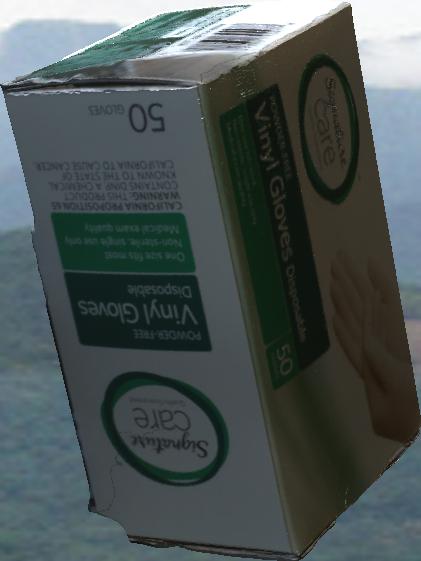 Signature
care
Quality Guaranteed
POWDER-FREE
Vinyl Gloves
Disposable
One size fits most
Non-sterile, single use only
Medical exam quality
CALIFORNIA PROPOSITION 65
WARNING: THIS PRODUCT
CONTAINS DINP A CHEMICAL
KNOWN TO THE STATE OF
CALIFORNIA TO CAUSE CANCER.
50 GLOVES
Signature
care
POWDER-FREE
Vinyl Gloves Disposable
50